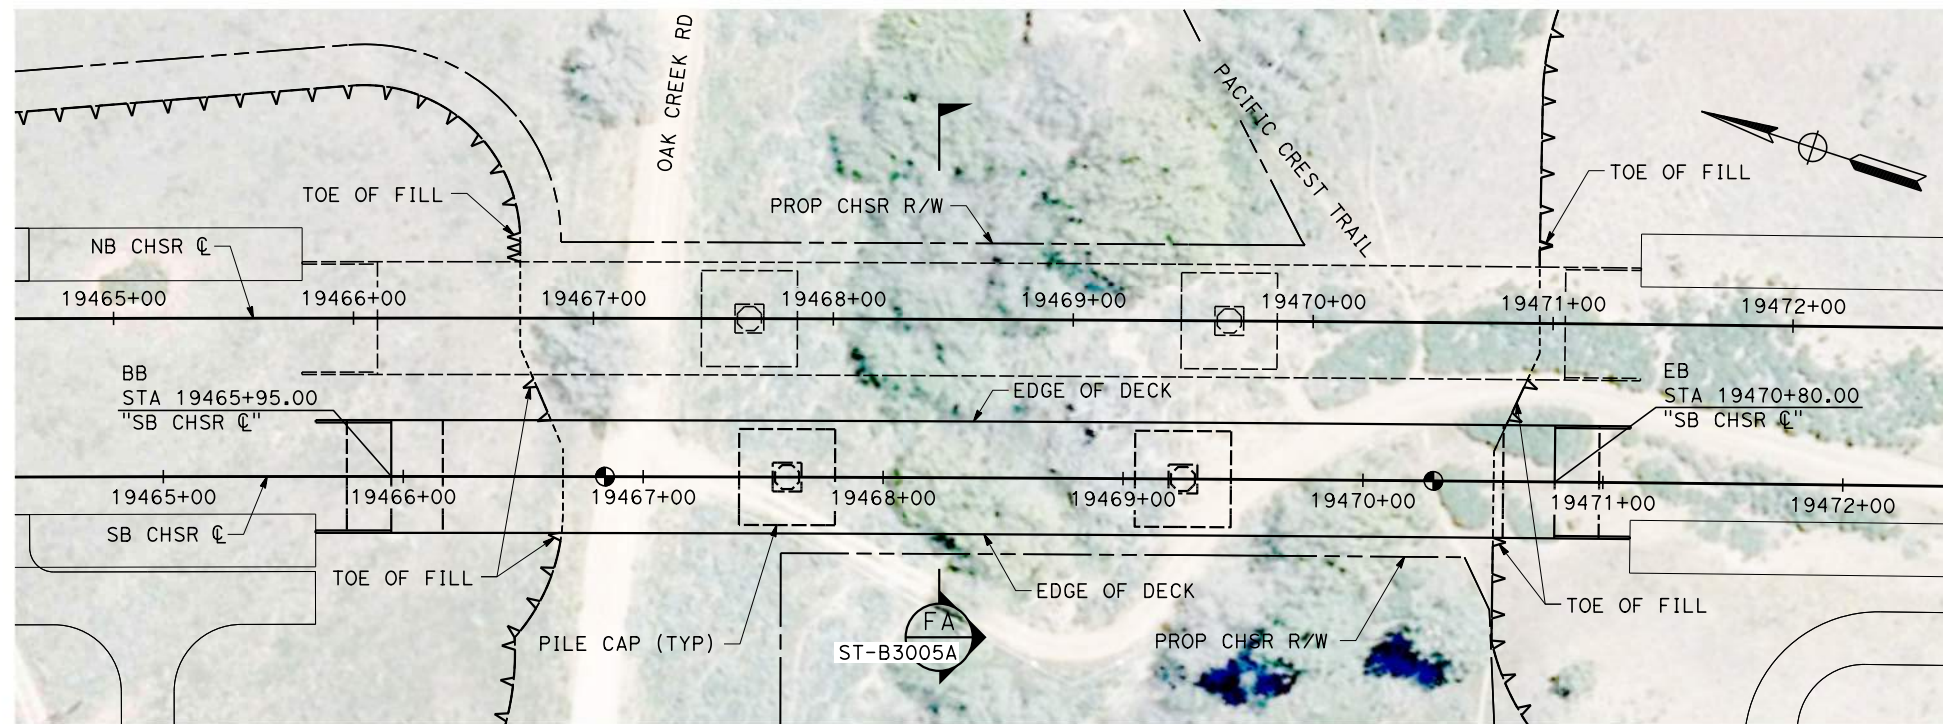 OAK CREEK RD
PACIFIC CREST TRAIL
TOE OF FILL
TOE OF FILL
PROP CHSR R/W
NB CHSR ℄
19465+00
19466+00
19467+00
19468+00
19469+00
19470+00
19471+00
19472+00
BB
STA 19465+95.00
"SB CHSR ℄"
EDGE OF DECK
EB
STA 19470+80.00
"SB CHSR ℄"
19465+00
19466+00
19467+00
19468+00
19469+00
19470+00
19471+00
19472+00
SB CHSR ℄
TOE OF FILL
EDGE OF DECK
TOE OF FILL
PILE CAP (TYP)
FA
ST-B3005A
PROP CHSR R/W